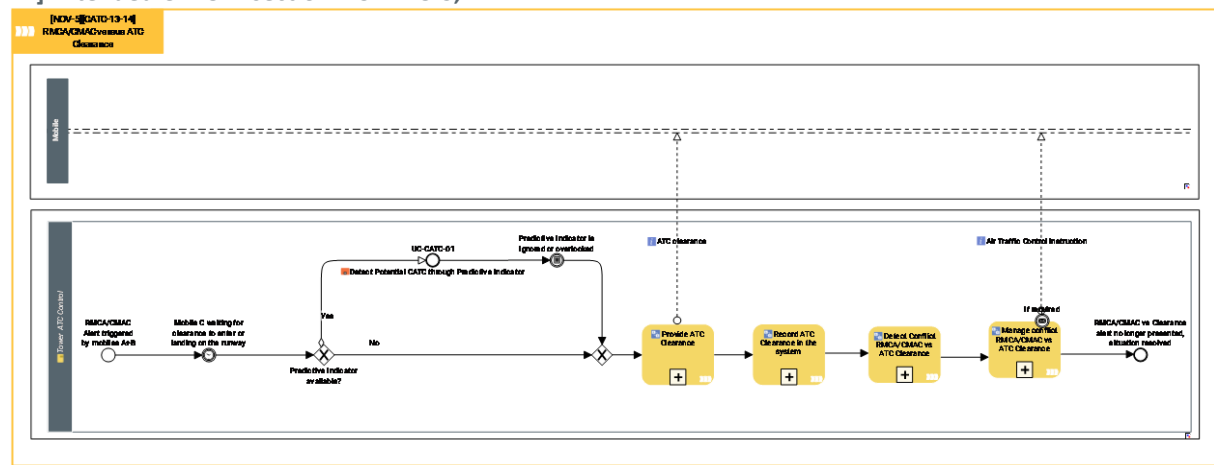 [NOV-5][CATC-13-14]
RMCA/CMAC versus ATC
Clearance
Mobile
Tower ATC Control
RMCA/CMAC
Alert triggered
by mobiles A+B
Mobile C waiting for
clearance to enter or
landing on the runway
Predictive Indicator
available?
Yes
No
UC-CATC-01
Detect Potential CATC through Predictive Indicator
Predictive Indicator is
ignored or overlooked
ATC clearance
Provide ATC
Clearance
Record ATC
Clearance in the
system
Detect Conflict
RMCA/CMAC vs
ATC Clearance
Air Traffic Control Instruction
If required
Manage conflict
RMCA/CMAC vs
ATC Clearance
RMCA/CMAC vs Clearance
alert no longer presented,
situation resolved